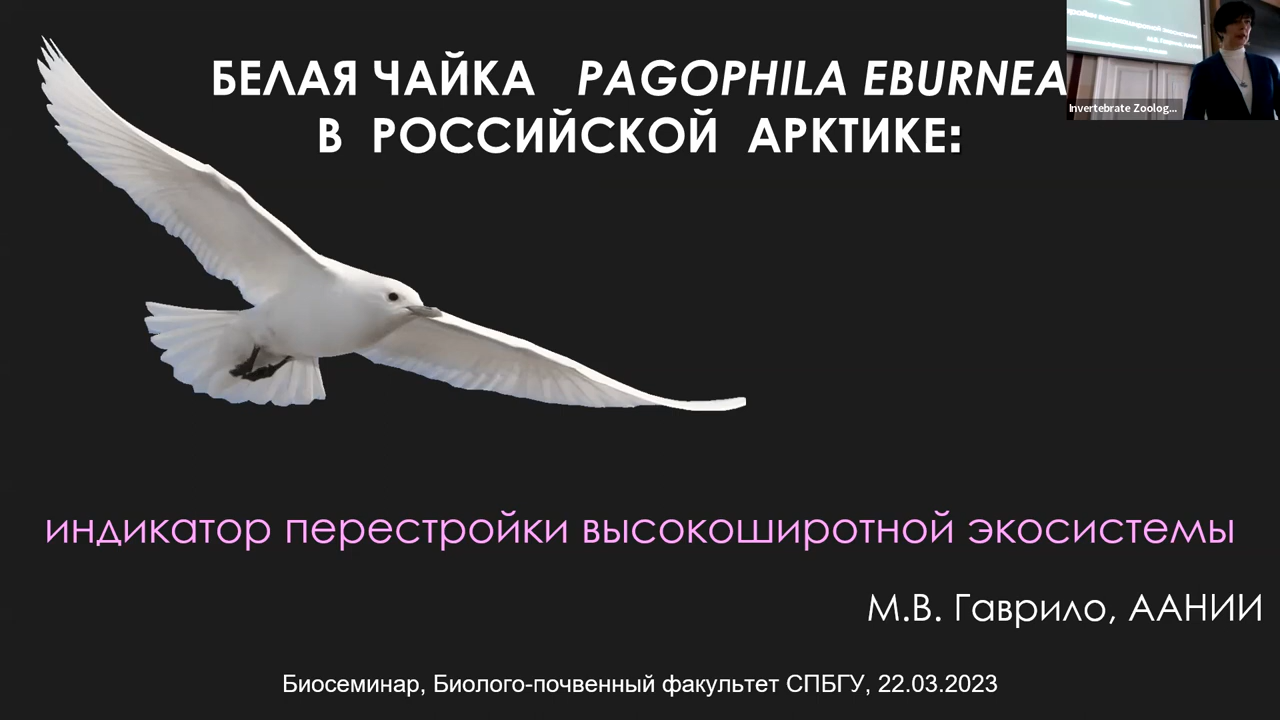 БЕЛАЯ ЧАЙКА PAGOPHILA EBURNEA
В РОССИЙСКОЙ АРКТИКЕ:
Invertebrate Zoolog...
индикатор перестройки высокоширотной экосистемы
М.В. Гаврило, ААНИИ
Биосеминар, Биолого-почвенный факультет СПБГУ, 22.03.2023